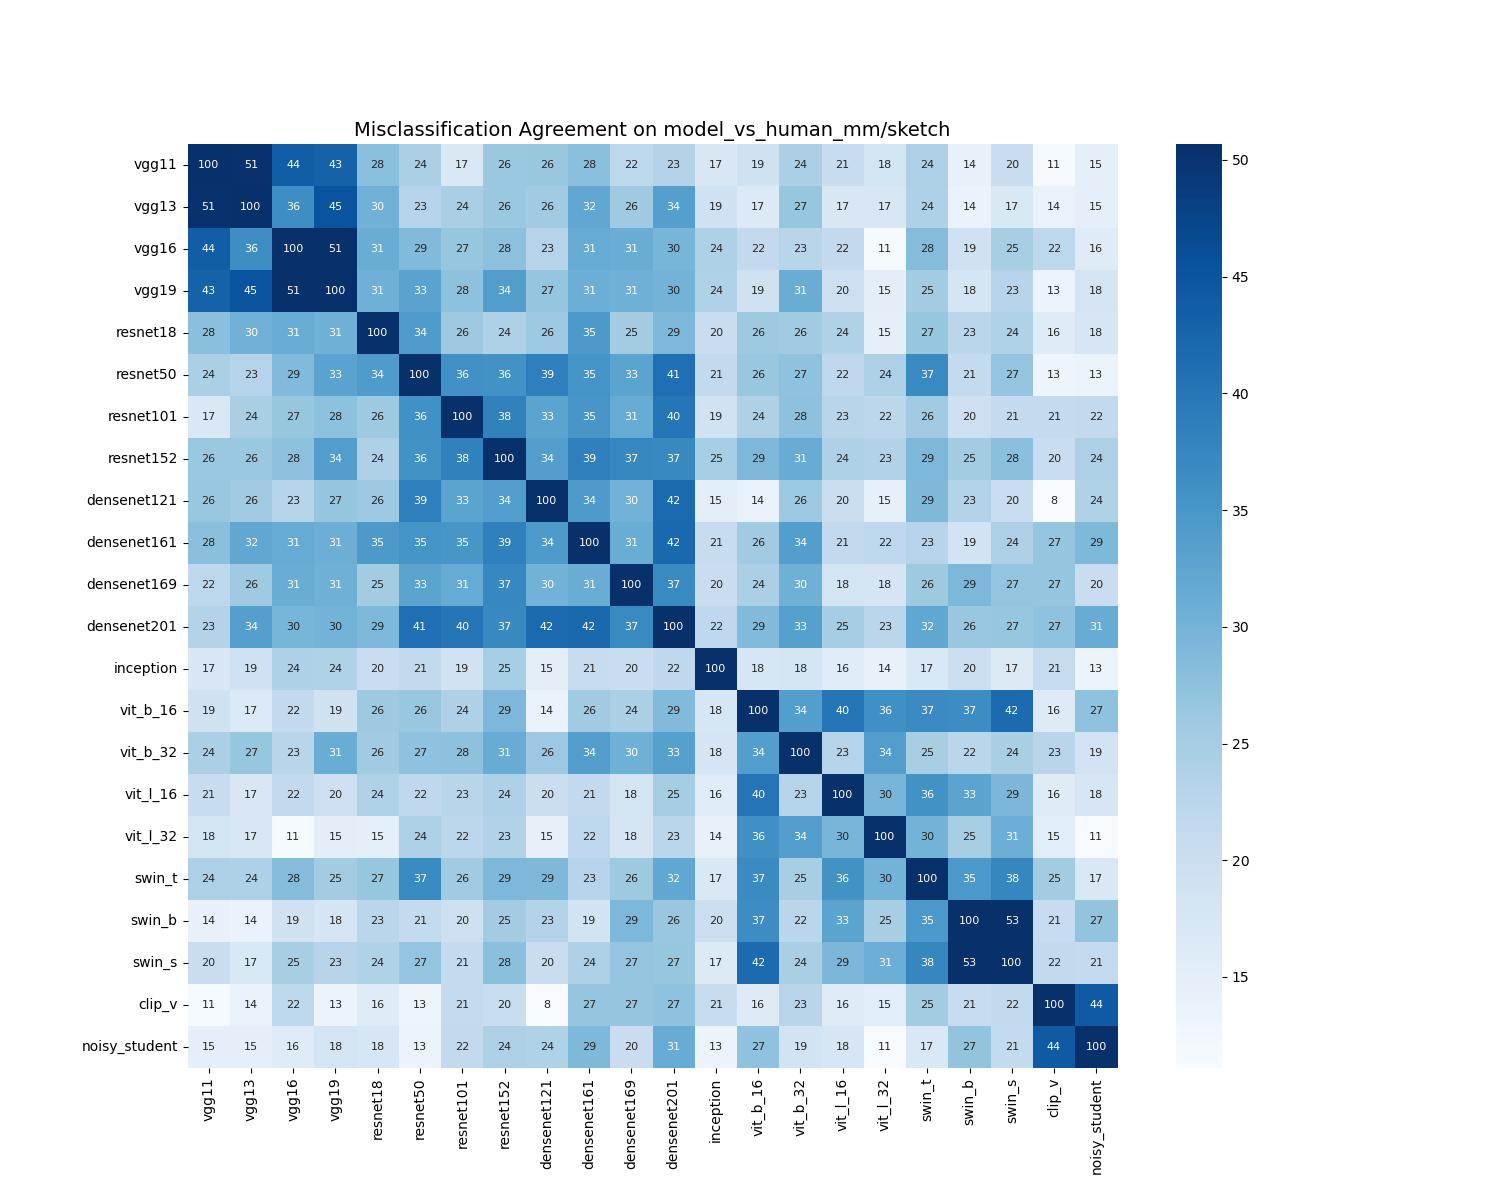 Misclassification Agreement on model_vs_human_mm/sketch
vgg11 100 51 44 43 28 24 17 26 26 28 22 23 17 19 24 21 18 24 14 20 11 15
vgg13 51 100 36 45 30 23 24 26 26 32 26 34 19 17 27 17 17 24 14 17 14 15
vgg16 44 36 100 51 31 29 27 28 23 31 31 30 24 22 23 22 11 28 19 25 22 16
vgg19 43 45 51 100 31 33 28 34 27 31 31 30 24 19 31 20 15 25 18 23 13 18
resnet18 28 30 31 31 100 34 26 24 26 35 25 29 20 26 26 24 15 27 23 24 16 18
resnet50 24 23 29 33 34 100 36 36 39 35 33 41 21 26 27 22 24 37 21 27 13 13
resnet101 17 24 27 28 26 36 100 38 33 35 31 40 19 24 28 23 22 26 20 21 21 22
resnet152 26 26 28 34 24 36 38 100 34 39 37 37 25 29 31 24 23 29 25 28 20 24
densenet121 26 26 23 27 26 39 33 34 100 34 30 42 15 14 26 20 15 29 23 20 8 24
densenet161 28 32 31 31 35 35 35 39 34 100 31 42 21 26 34 21 22 23 19 24 27 29
densenet169 22 26 31 31 25 33 31 37 30 31 100 37 20 24 30 18 18 26 29 27 27 20
densenet201 23 34 30 30 29 41 40 37 42 42 37 100 22 29 33 25 23 32 26 27 27 31
inception 17 19 24 24 20 21 19 25 15 21 20 22 100 18 18 16 14 17 20 17 21 13
vit_b_16 19 17 22 19 26 26 24 29 14 26 24 29 18 100 34 40 36 37 37 42 16 27
vit_b_32 24 27 23 31 26 27 28 31 26 34 30 33 18 34 100 23 34 25 22 24 23 19
vit_l_16 21 17 22 20 24 22 23 24 20 21 18 25 16 40 23 100 30 36 33 29 16 18
vit_l_32 18 17 11 15 15 24 22 23 15 22 18 23 14 36 34 30 100 30 25 31 15 11
swin_t 24 24 28 25 27 37 26 29 29 23 26 32 17 37 25 36 30 100 35 38 25 17
swin_b 14 14 19 18 23 21 20 25 23 19 29 26 20 37 22 33 25 35 100 53 21 27
swin_s 20 17 25 23 24 27 21 28 20 24 27 27 17 42 24 29 31 38 53 100 22 21
clip_v 11 14 22 13 16 13 21 20 8 27 27 27 21 16 23 16 15 25 21 22 100 44
noisy_student 15 15 16 18 18 13 22 24 24 29 20 31 13 27 19 18 11 17 27 21 44 100
vgg11 vgg13 vgg16 vgg19 resnet18 resnet50 resnet101 resnet152 densenet121 densenet161 densenet169 densenet201 inception vit_b_16 vit_b_32 vit_l_16 vit_l_32 swin_t swin_b swin_s clip_v noisy_student
50
45
40
35
30
25
20
15